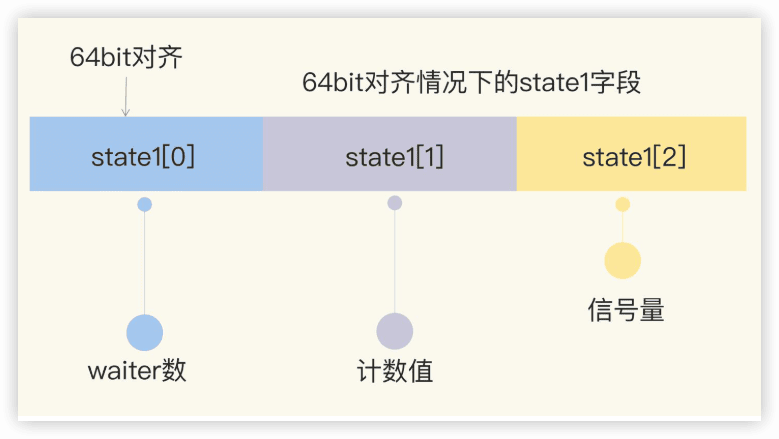 64bit对齐
64bit对齐情况下的state1字段
state1[0]
state1[1]
state1[2]
信号量
waiter数
计数值